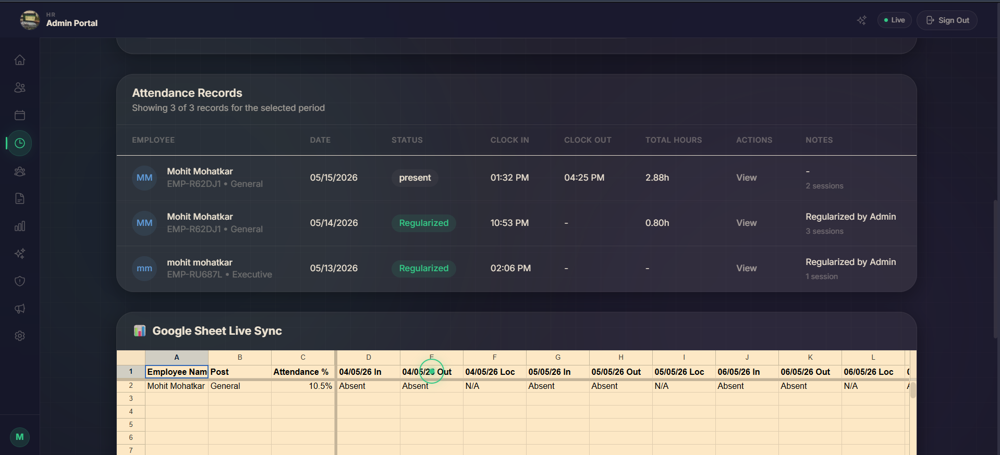 HR
Admin Portal
Live
Sign Out
Attendance Records
Showing 3 of 3 records for the selected period
EMPLOYEE DATE STATUS CLOCK IN CLOCK OUT TOTAL HOURS ACTIONS NOTES
MM Mohit Mohatkar 05/15/2026 present 01:32 PM 04:25 PM 2.88h View -
EMP-R62DJ1 • General 2 sessions
MM Mohit Mohatkar 05/14/2026 Regularized 10:53 PM - 0.80h View Regularized by Admin
EMP-R62DJ1 • General 3 sessions
mm mohit mohatkar 05/13/2026 Regularized 02:06 PM - - View Regularized by Admin
EMP-RU687L • Executive 1 session
Google Sheet Live Sync
A B C D E F G H I J K L
1 Employee Nam Post Attendance % 04/05/26 In 04/05/26 Out 04/05/26 Loc 05/05/26 In 05/05/26 Out 05/05/26 Loc 06/05/26 In 06/05/26 Out 06/05/26 Loc
2 Mohit Mohatkar General 10.5% Absent Absent N/A Absent Absent N/A Absent Absent N/A
3
4
5
6
7
M